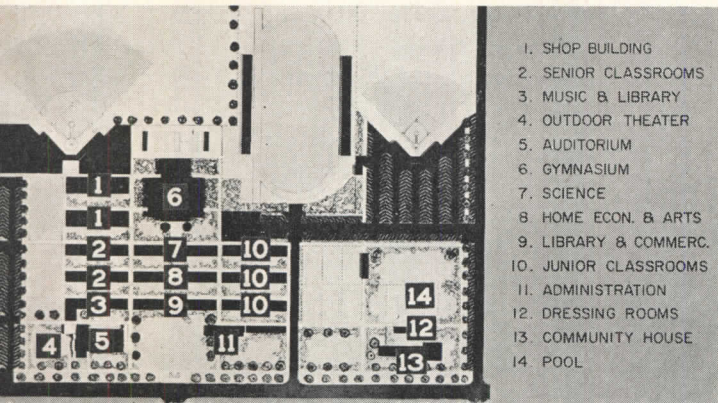 1
1
6
2
7
10
2
8
10
3
9
10
4
5
11
14
12
13
1. SHOP BUILDING
2. SENIOR CLASSROOMS
3. MUSIC & LIBRARY
4. OUTDOOR THEATER
5. AUDITORIUM
6. GYMNASIUM
7. SCIENCE
8 HOME ECON. & ARTS
9. LIBRARY & COMMERC.
10. JUNIOR CLASSROOMS
11. ADMINISTRATION
12. DRESSING ROOMS
13. COMMUNITY HOUSE
14 POOL